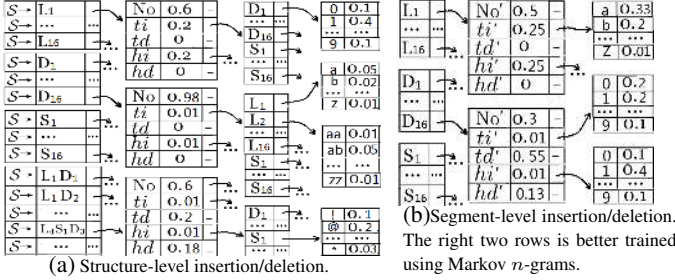 S→ L₁
S→ ... ...
S→ L₁₆ ...
S→ D₁
S→ ... ...
S→ D₁₆ ...
S→ S₁
S→ ... ...
S→ S₁₆ ...
S→ L₁D₁
S→ L₁D₂
S→ ... ...
S→ L₄S₁D₃ ...
No 0.6 –
ti 0.2
td 0 –
hi 0.2
hd 0 –
No 0.98 –
ti 0.01
td 0 –
hi 0.01
hd 0 –
No 0.6 –
ti 0.01
td 0.2 –
hi 0.01
hd 0.18 –
D₁
... ...
D₁₆
S₁
... ...
S₁₆
L₁
L₂
... ...
L₁₆
S₁
... ...
S₁₆
D₁
... ...
S₁
... ...
0 0.1
1 0.4
... ...
9 0.1
a 0.05
b 0.02
... ...
z 0.01
aa 0.01
ab 0.05
... ...
zz 0.01
! 0.1
@ 0.2
... ...
* 0.03
(a) Structure-level insertion/deletion.
L₁
... ...
L₁₆
D₁
... ...
D₁₆
S₁
... ...
S₁₆
No′ 0.5 –
ti′ 0.25
td′ 0 –
hi′ 0.25
hd′ 0 –
No′ 0.3 –
ti′ 0.01
td′ 0.55 –
hi′ 0.01
hd′ 0.13 –
a 0.33
b 0.2
... ...
Z 0.01
0 0.2
1 0.2
... ...
9 0.1
0 0.1
1 0.4
... ...
9 0.1
(b) Segment-level insertion/deletion.
The right two rows is better trained
using Markov n-grams.